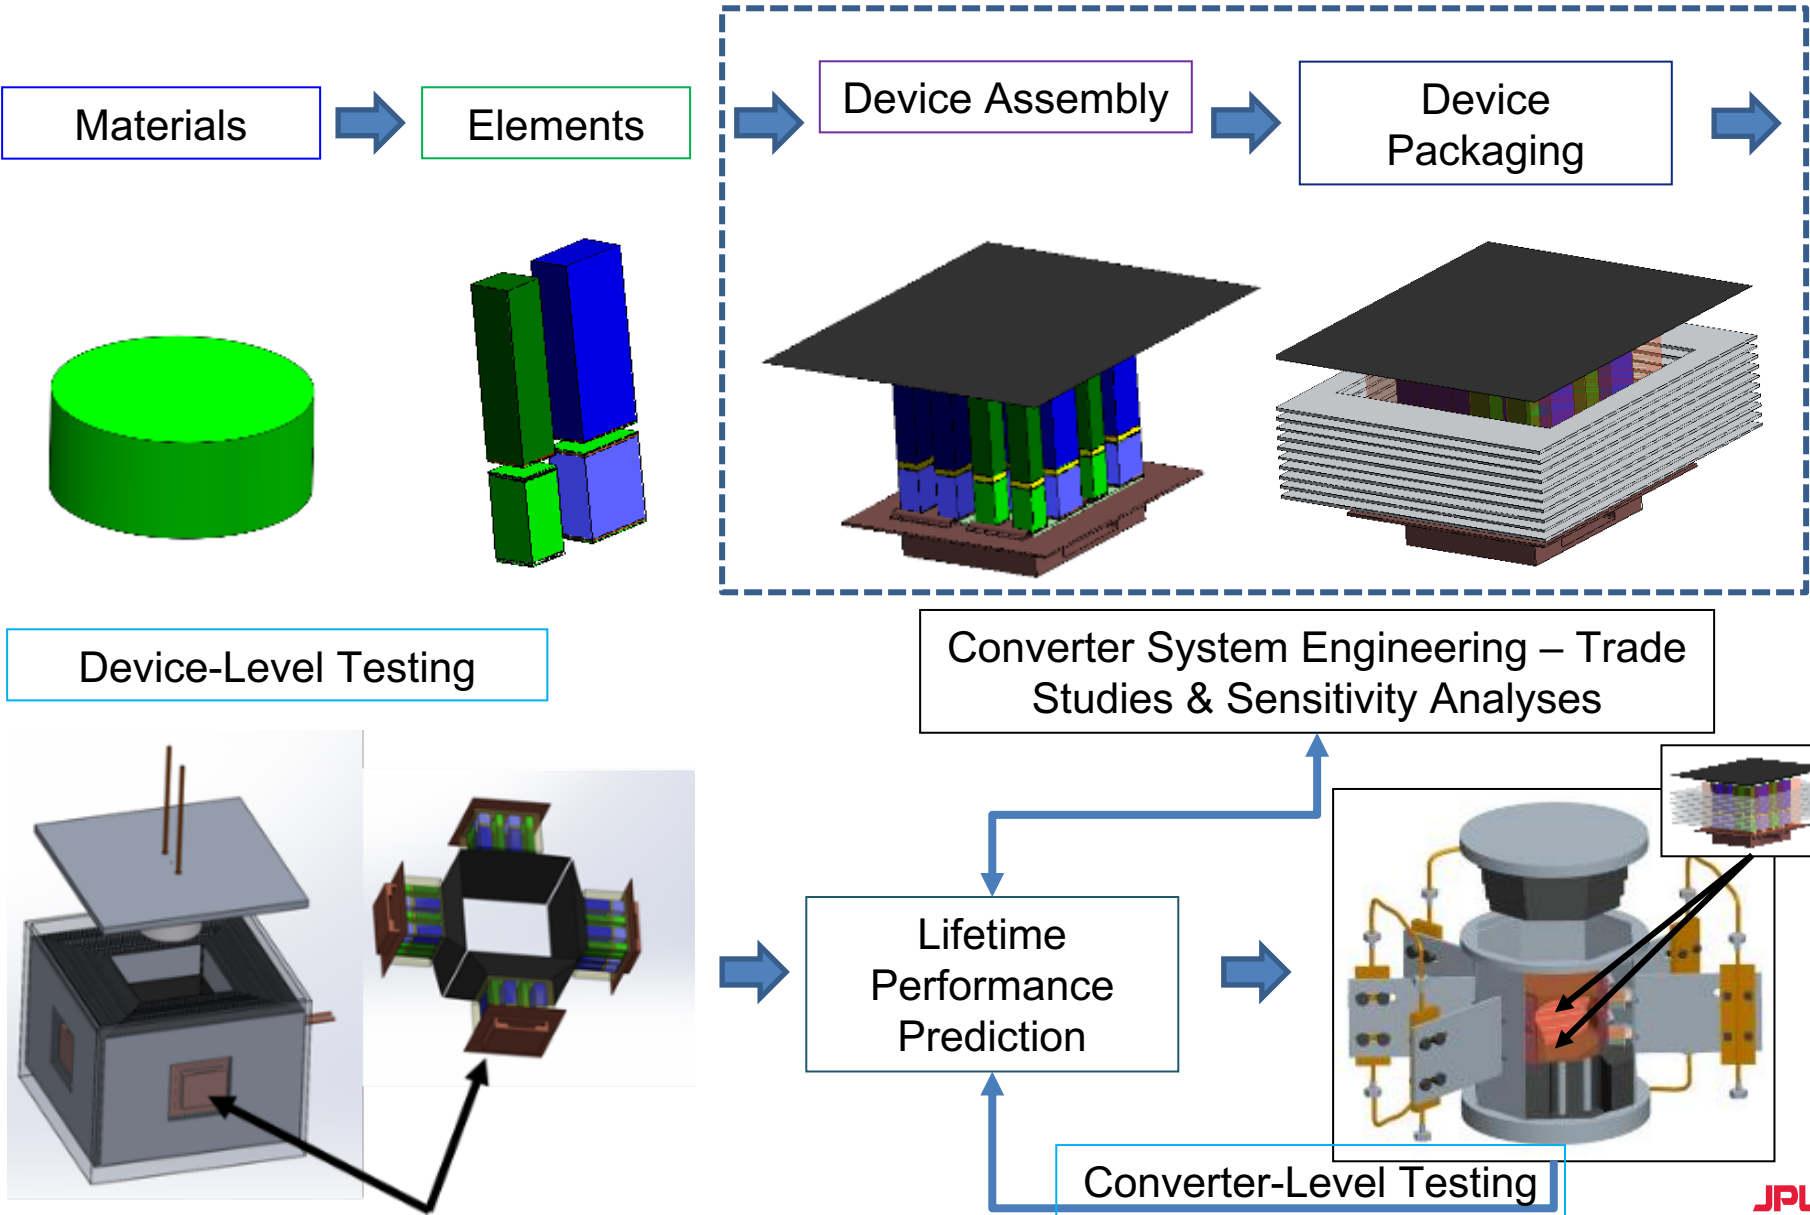 Materials
Elements
Device Assembly
Device
Packaging
Device-Level Testing
Converter System Engineering – Trade
Studies & Sensitivity Analyses
Lifetime
Performance
Prediction
Converter-Level Testing
JPL